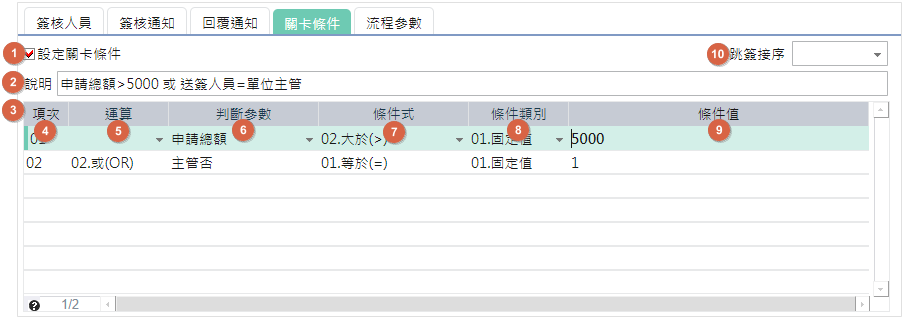 簽核人員 簽核通知 回覆通知 關卡條件 流程參數
1 設定關卡條件 10 跳簽接序
2 說明 申請總額>5000 或 送簽人員=單位主管
3 項次 運算 判斷參數 條件式 條件類別 條件值
4 5 6 7 8 9
01 申請總額 02.大於(>) 01.固定值 5000
02 02.或(OR) 主管否 01.等於(=) 01.固定值 1
? 1/2